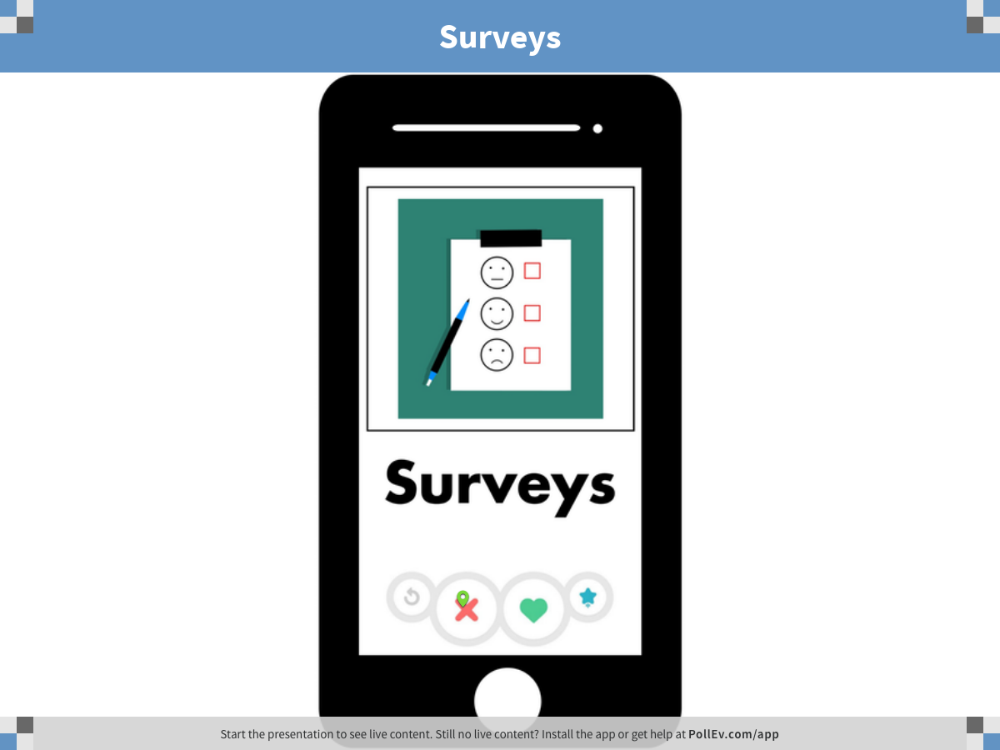 Surveys
Surveys
Start the presentation to see live content. Still no live content? Install the app or get help at PollEv.com/app